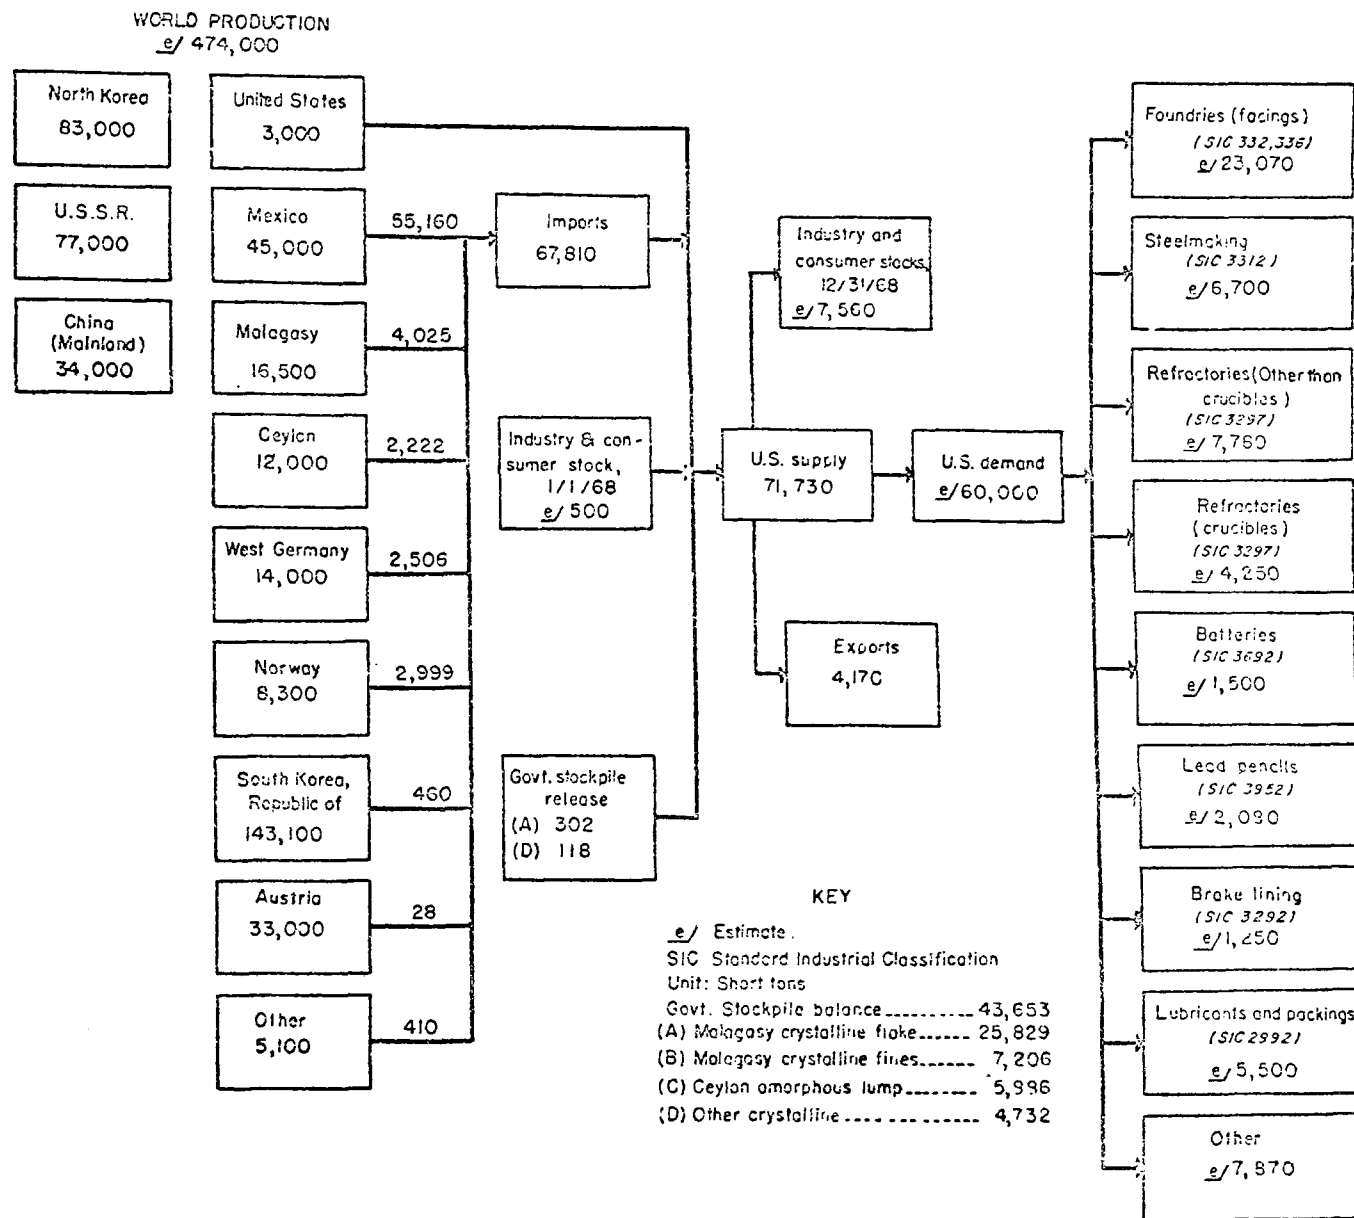 WORLD PRODUCTION
e/ 474,000
North Korea
83,000
U.S.S.R.
77,000
China
(Mainland)
34,000
United States
3,000
Mexico
45,000
Malagasy
16,500
Ceylon
12,000
West Germany
14,000
Norway
8,300
South Korea,
Republic of
143,100
Austria
33,000
Other
5,100
55,160
4,025
2,222
2,506
2,999
460
28
410
Imports
67,810
Industry & con-
sumer stock,
1/1/68
e/ 500
Govt. stockpile
release
(A) 302
(D) 118
Industry and
consumer stocks,
12/31/68
e/ 7,560
U.S. supply
71,730
Exports
4,170
U.S. demand
e/60,000
Foundries (facings)
(SIC 332,336)
e/23,070
Steelmaking
(SIC 3312)
e/6,700
Refractories (Other than
crucibles)
(SIC 3297)
e/ 7,760
Refractories
(crucibles)
(SIC 3297)
e/ 4,250
Batteries
(SIC 3692)
e/1,500
Lead pencils
(SIC 3952)
e/2,090
Brake lining
(SIC 3292)
e/1,250
Lubricants and packings
(SIC 2992)
e/5,500
Other
e/7,870
KEY
e/ Estimate.
SIC Standard Industrial Classification
Unit: Short tons
Govt. Stockpile balance 43,653
(A) Malagasy crystalline flake 25,829
(B) Malagasy crystalline fines 7,206
(C) Ceylon amorphous lump 5,996
(D) Other crystalline 4,732